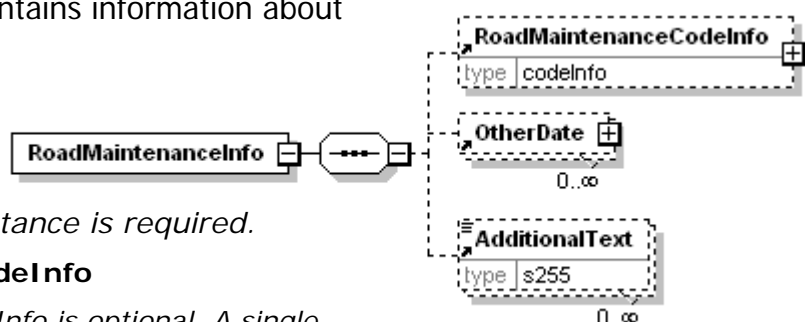 ntains information about
RoadMaintenanceCodeInfo
type codeInfo
OtherDate
0..∞
RoadMaintenanceInfo
tance is required.
AdditionalText
type s255
deInfo
Info is optional. A single
0..∞